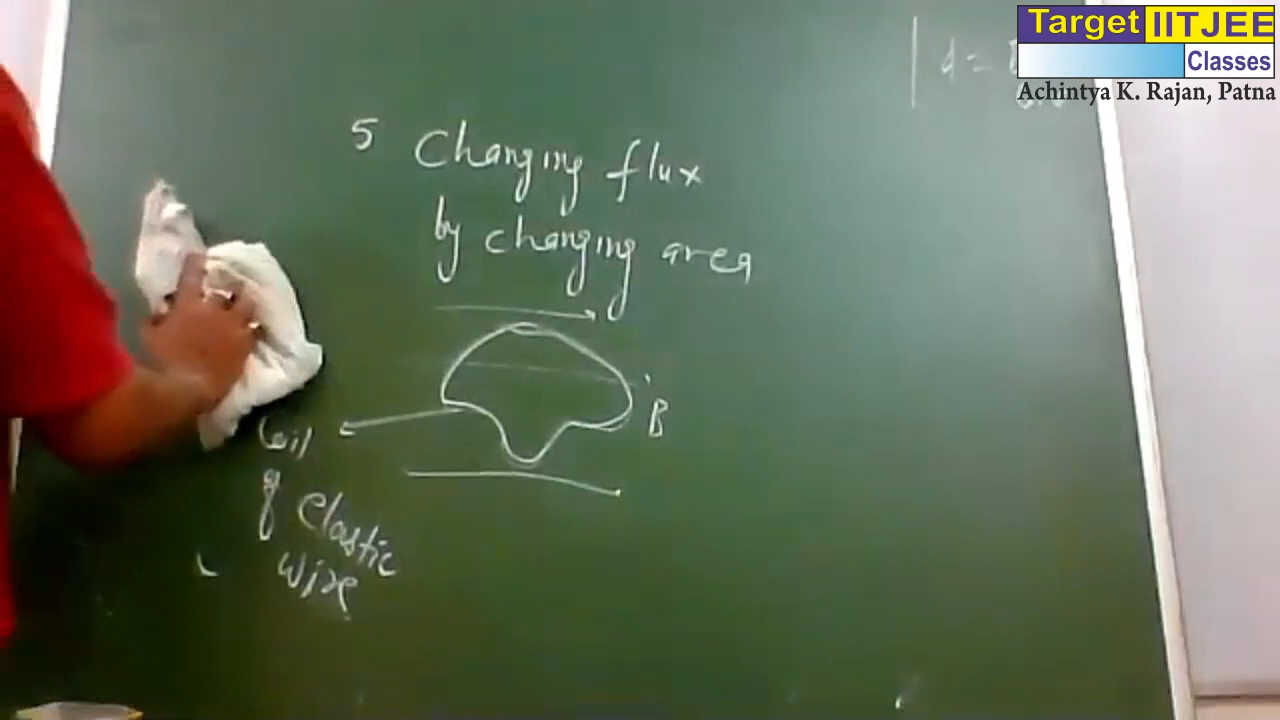 Target IITJEE
Classes
Achintya K. Rajan, Patna
5 Changing flux
by changing area
B
Coil
of elastic
wire